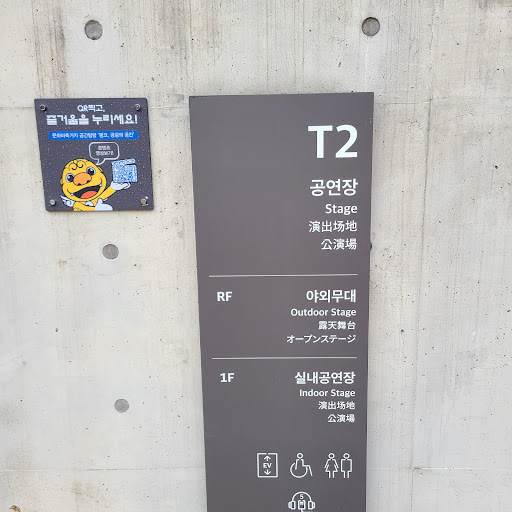 QR찍고,
즐거움을 누리세요!
T2
공연장
Stage
演出场地
公演場
RF
야외무대
Outdoor Stage
露天舞台
オープンステージ
1F
실내공연장
Indoor Stage
演出场地
公演場
EV
S